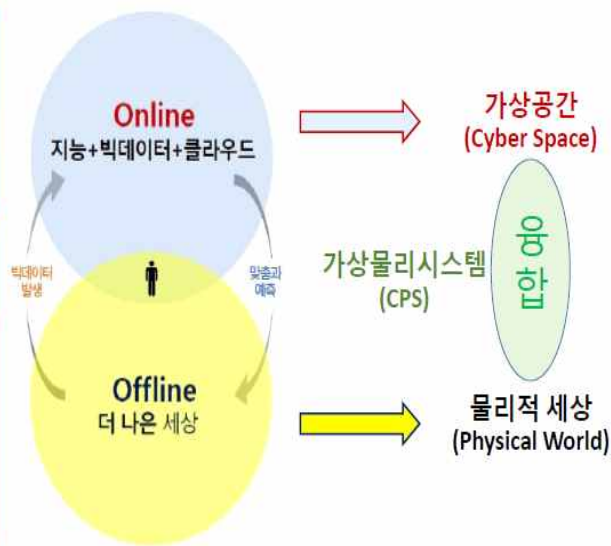 Online
지능+빅데이터+클라우드
빅데이터
발생
맞춤과
예측
Offline
더 나은 세상
가상공간
(Cyber Space)
가상물리시스템
(CPS)
융
합
물리적 세상
(Physical World)